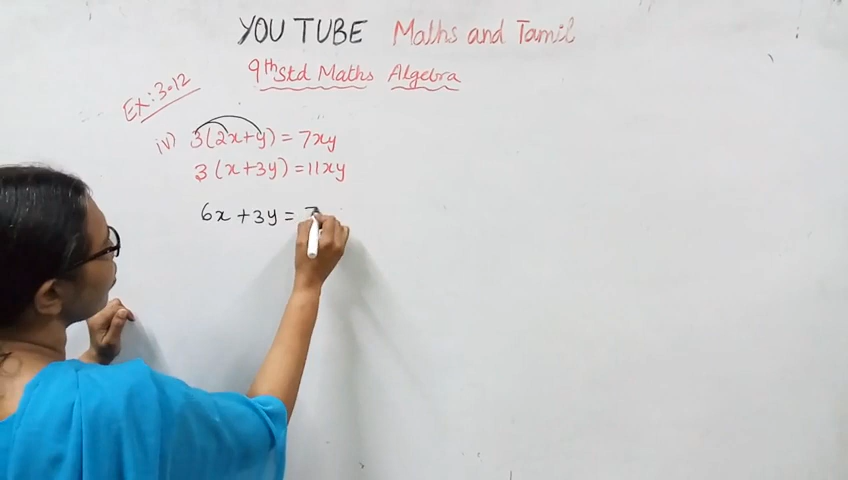 YOU TUBE Maths and Tamil
9th Std Maths Algebra
Ex: 3.12
iv) 3(2x+y) = 7xy
3(x+3y) = 11xy
6x + 3y = 7